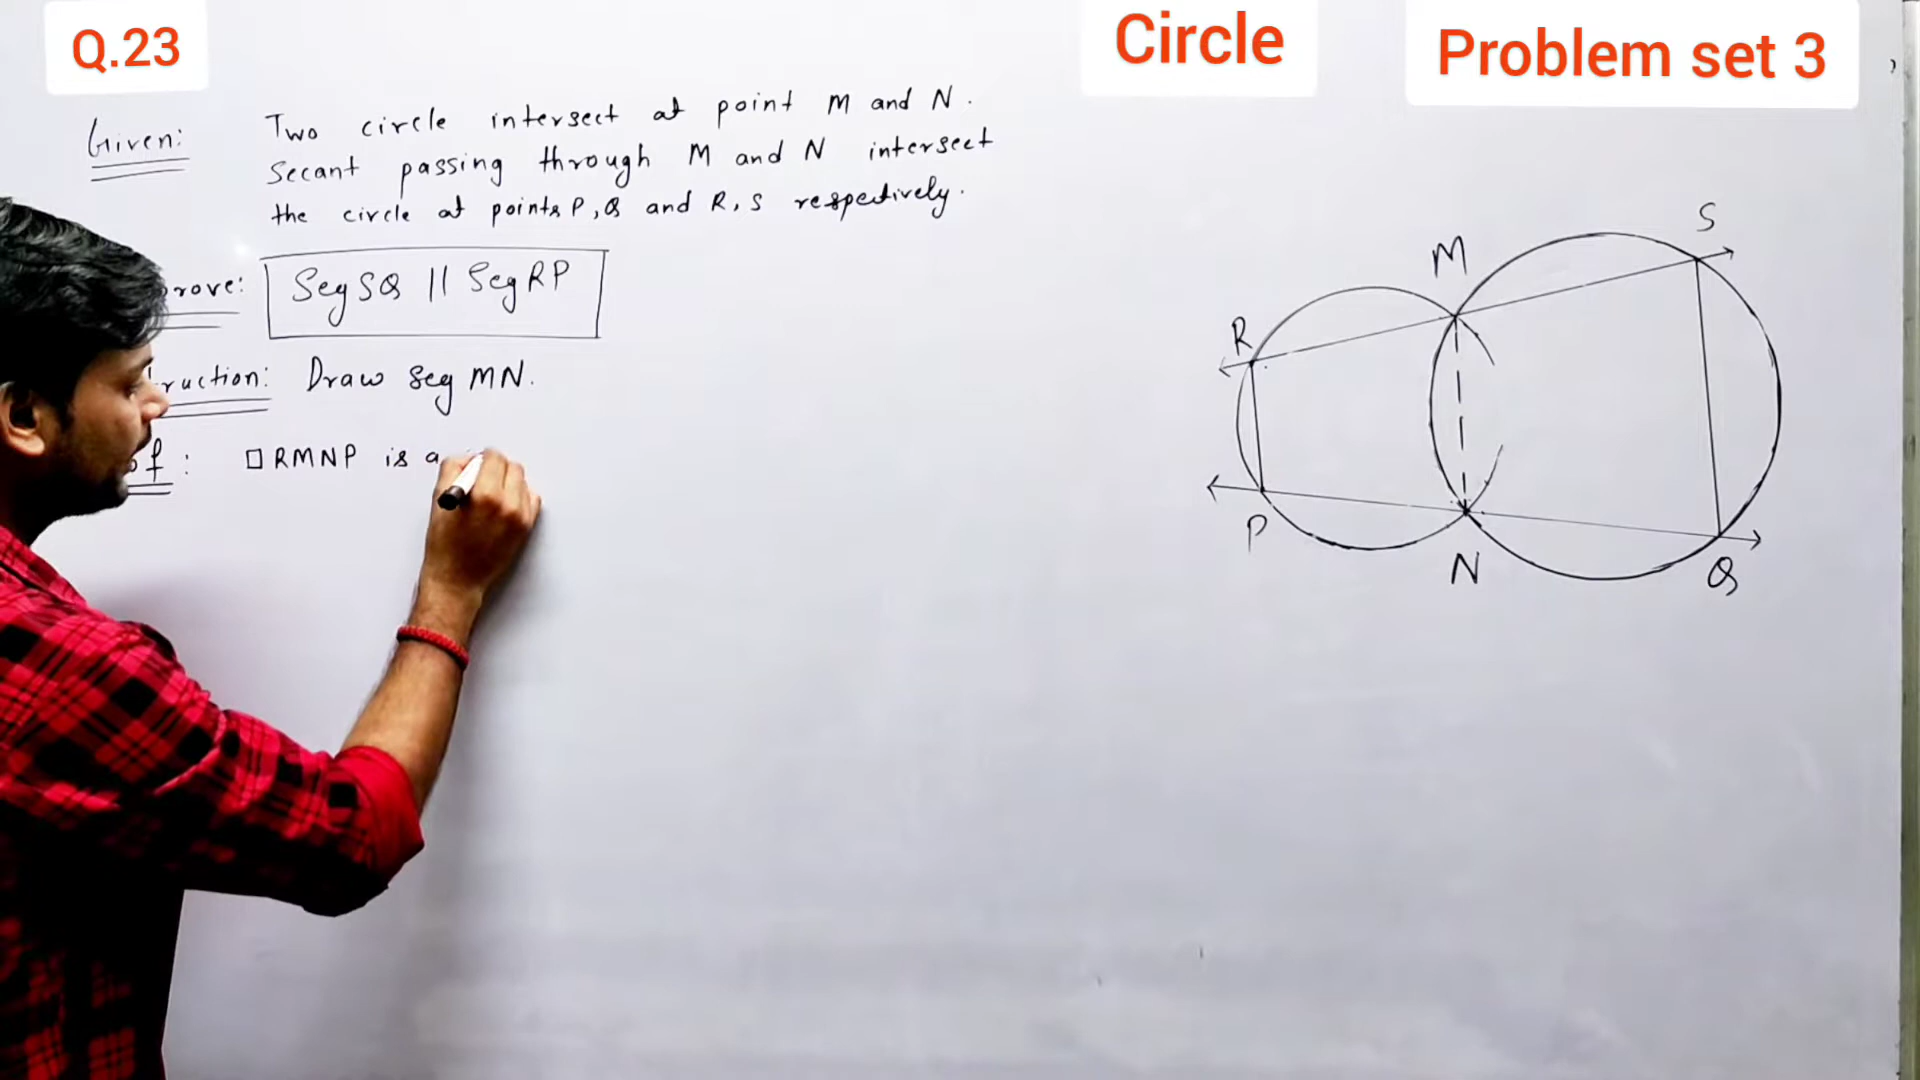 Q.23
Circle
Problem set 3
Given: Two circle intersect at point M and N.
Secant passing through M and N intersect
the circle at points P, Q and R, S respectively.
rove: Seg SQ || Seg RP
ruction: Draw seg MN.
of : □ RMNP is a
S
M
R
P
N
Q